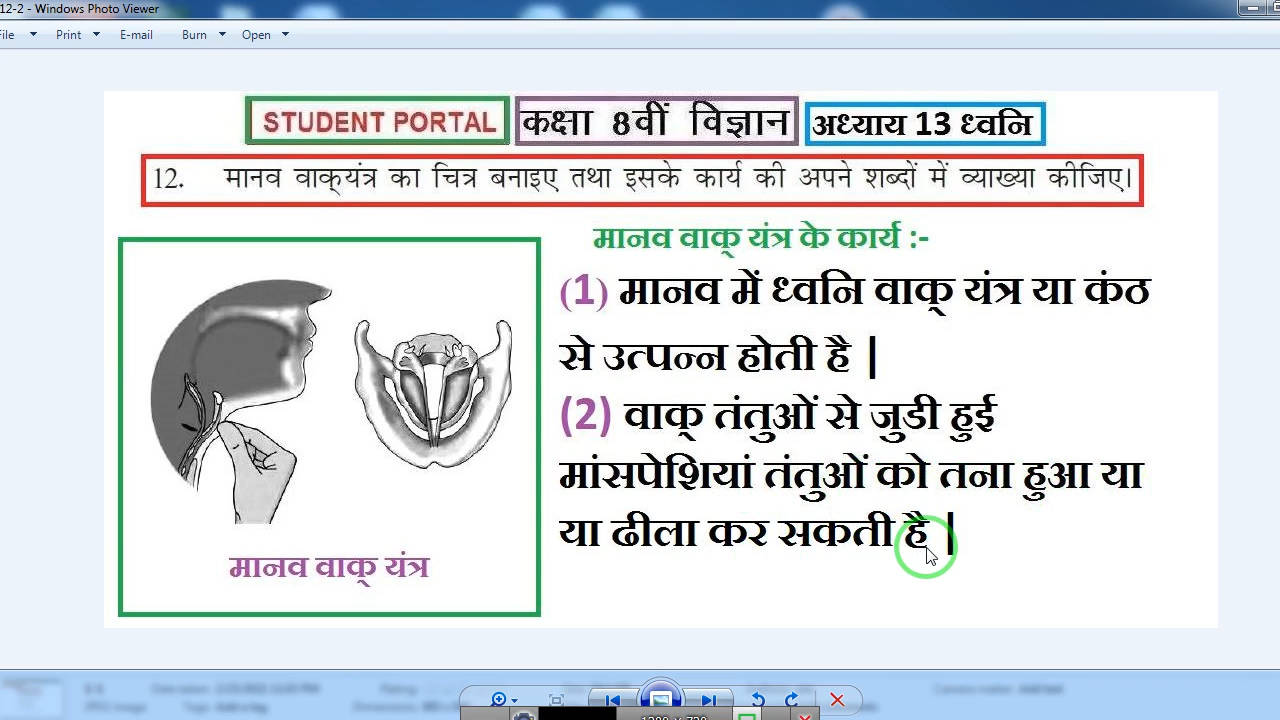 12-2 - Windows Photo Viewer
File Print E-mail Burn Open
STUDENT PORTAL कक्षा 8वीं विज्ञान अध्याय 13 ध्वनि
12. मानव वाक्‌यंत्र का चित्र बनाइए तथा इसके कार्य की अपने शब्दों में व्याख्या कीजिए।
मानव वाक् यंत्र के कार्य :-
(1) मानव में ध्वनि वाक् यंत्र या कंठ
से उत्पन्न होती है |
(2) वाक् तंतुओं से जुडी हुई
मांसपेशियां तंतुओं को तना हुआ या
या ढीला कर सकती है |
मानव वाक् यंत्र